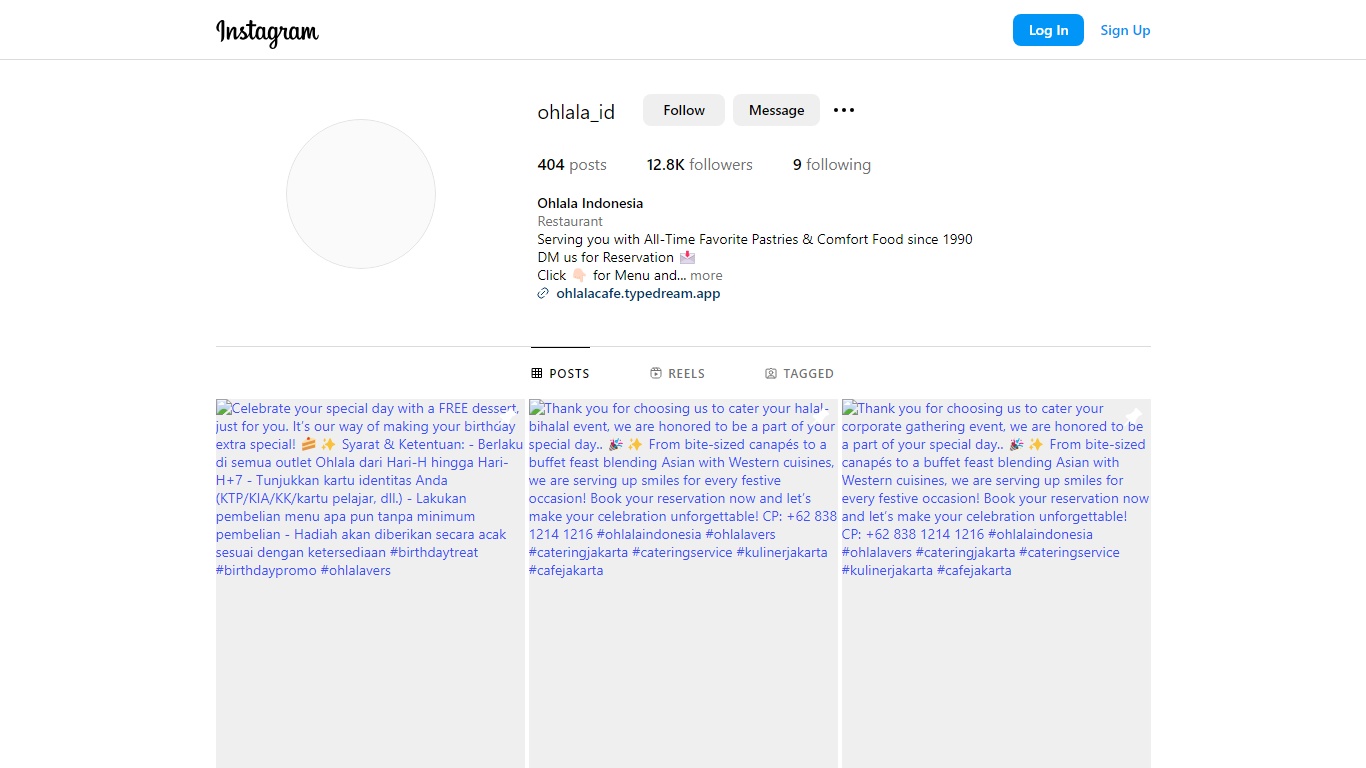 Instagram
Log In
Sign Up
ohlala_id
Follow
Message
404 posts
12.8K followers
9 following
Ohlala Indonesia
Restaurant
Serving you with All-Time Favorite Pastries & Comfort Food since 1990
DM us for Reservation 📩
Click 👇🏻 for Menu and... more
ohlalacafe.typedream.app
POSTS
REELS
TAGGED
Celebrate your special day with a FREE dessert,
just for you. It's our way of making your birthday
extra special! 🍰✨ Syarat & Ketentuan: - Berlaku
di semua outlet Ohlala dari Hari-H hingga Hari-
H+7 - Tunjukkan kartu identitas Anda
(KTP/KIA/KK/kartu pelajar, dll.) - Lakukan
pembelian menu apa pun tanpa minimum
pembelian - Hadiah akan diberikan secara acak
sesuai dengan ketersediaan #birthdaytreat
#birthdaypromo #ohlalavers
Thank you for choosing us to cater your halal-
bihalal event, we are honored to be a part of your
special day.. 🎉✨ From bite-sized canapés to a
buffet feast blending Asian with Western cuisines,
we are serving up smiles for every festive
occasion! Book your reservation now and let's
make your celebration unforgettable! CP: +62 838
1214 1216 #ohlalaindonesia #ohlalavers
#cateringjakarta #cateringservice #kulinerjakarta
#cafejakarta
Thank you for choosing us to cater your
corporate gathering event, we are honored to be
a part of your special day.. 🎉✨ From bite-sized
canapés to a buffet feast blending Asian with
Western cuisines, we are serving up smiles for
every festive occasion! Book your reservation now
and let's make your celebration unforgettable!
CP: +62 838 1214 1216 #ohlalaindonesia
#ohlalavers #cateringjakarta #cateringservice
#kulinerjakarta #cafejakarta